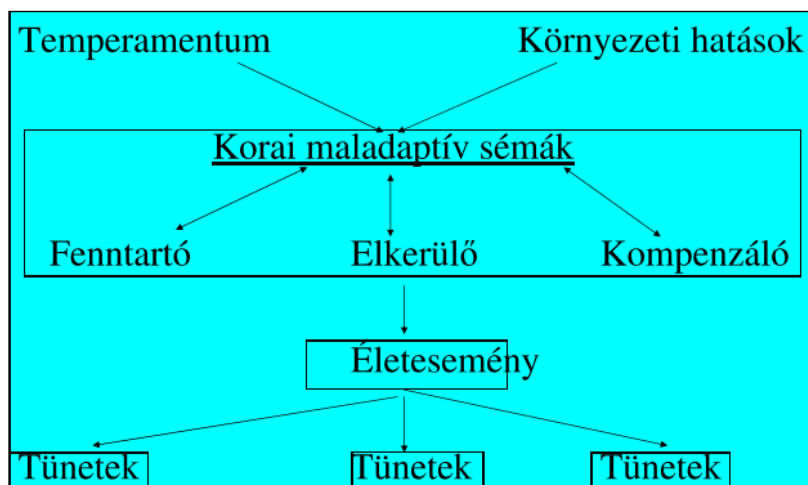 Temperamentum Környezeti hatások
Korai maladaptív sémák
Fenntartó Elkerülő Kompenzáló
Életesemény
Tünetek Tünetek Tünetek